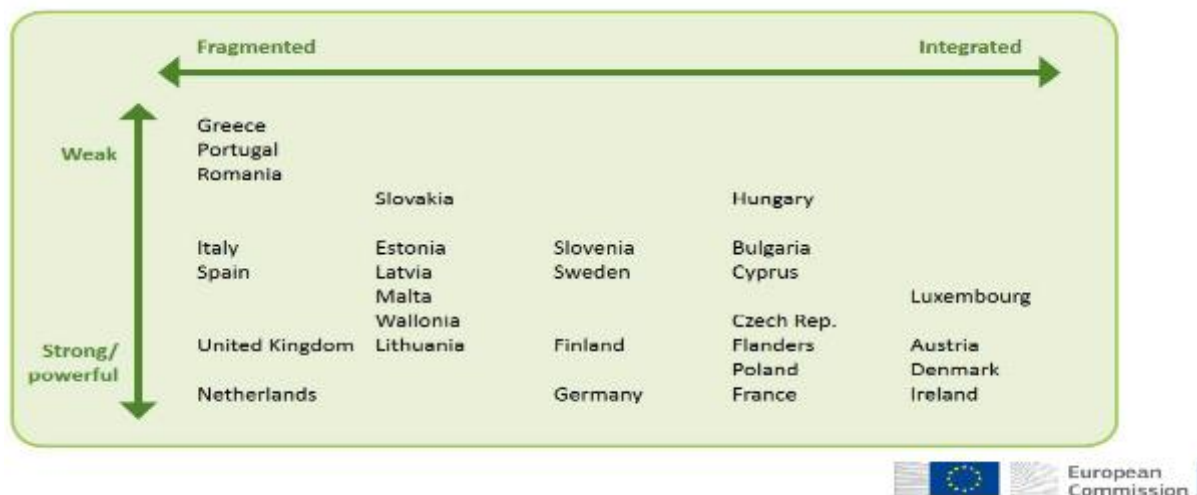 Fragmented Integrated
Greece
Weak Portugal
Romania
Slovakia Hungary
Italy Estonia Slovenia Bulgaria
Spain Latvia Sweden Cyprus
Malta Luxembourg
Wallonia Czech Rep.
Strong/ United Kingdom Lithuania Finland Flanders Austria
powerful Poland Denmark
Netherlands Germany France Ireland
European
Commission